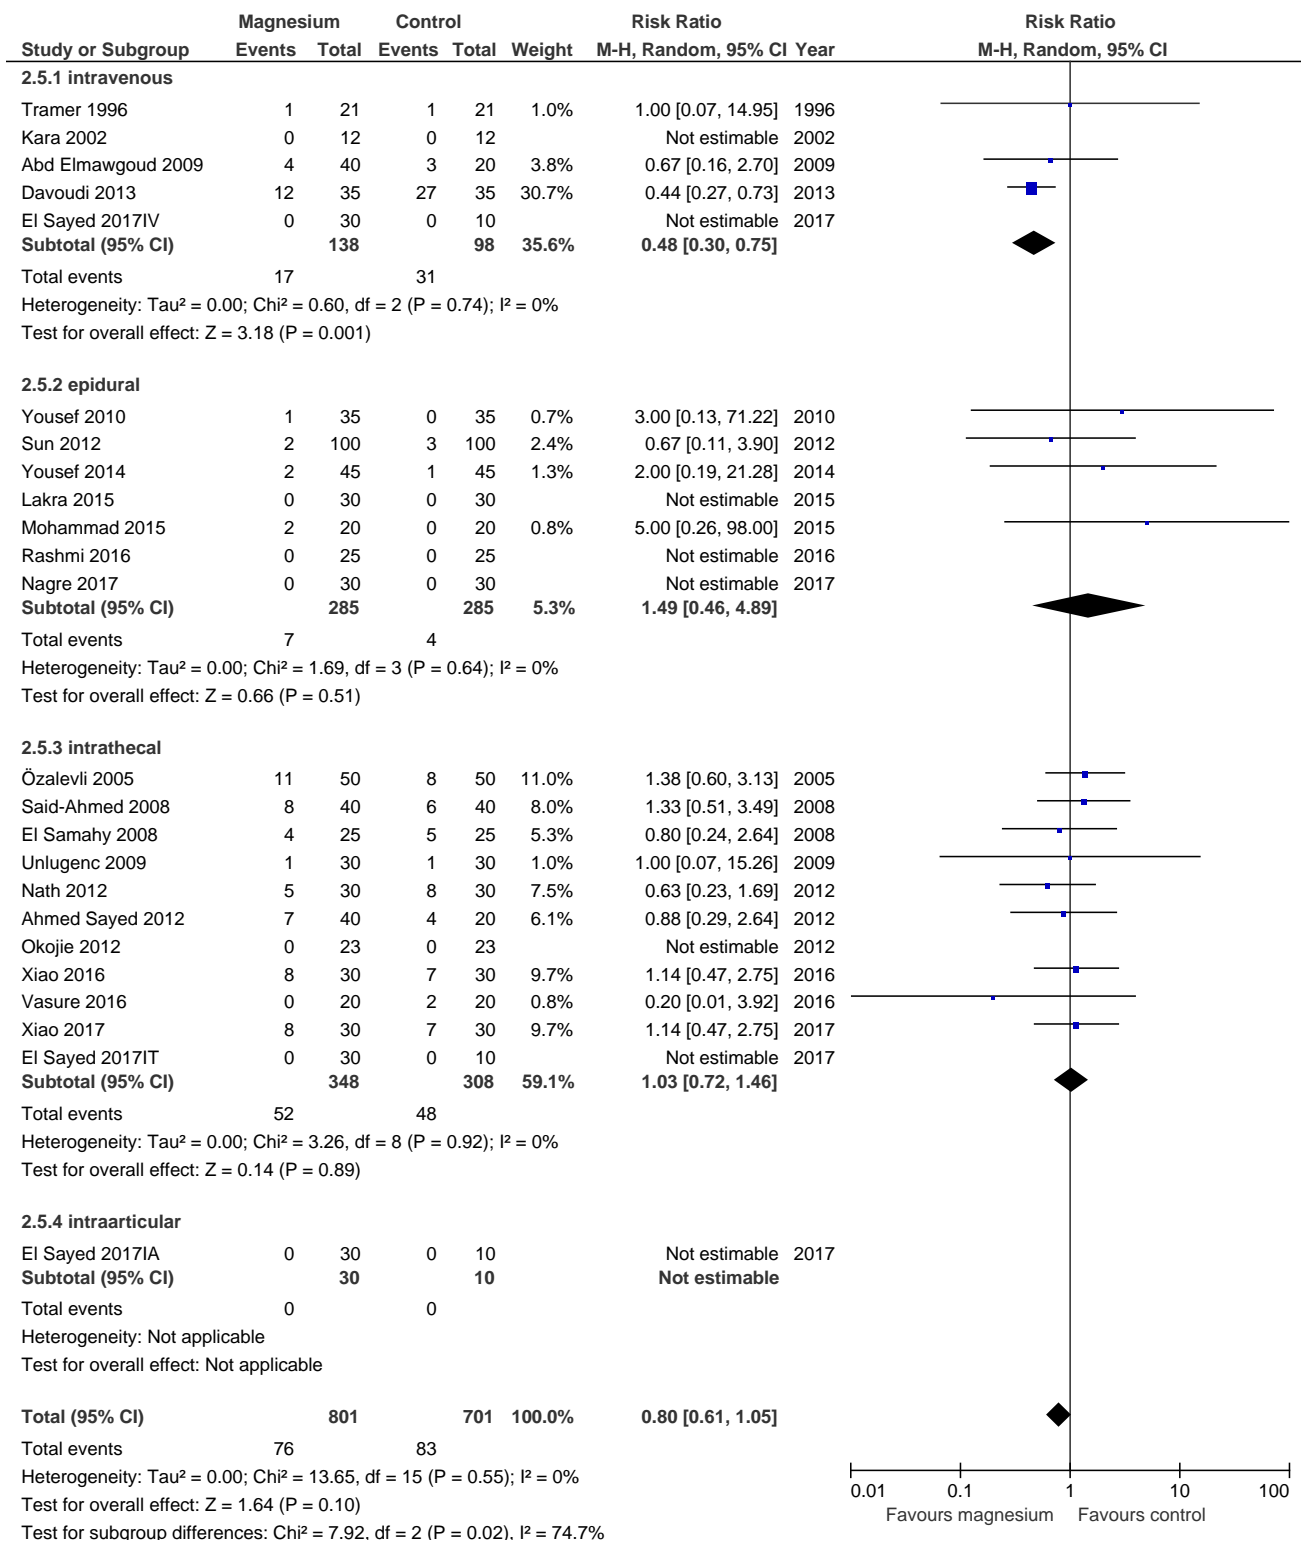 Magnesium Control Risk Ratio Risk Ratio
Study or Subgroup Events Total Events Total Weight M-H, Random, 95% CI Year M-H, Random, 95% CI
2.5.1 intravenous
Tramer 1996 1 21 1 21 1.0% 1.00 [0.07, 14.95] 1996
Kara 2002 0 12 0 12 Not estimable 2002
Abd Elmawgoud 2009 4 40 3 20 3.8% 0.67 [0.16, 2.70] 2009
Davoudi 2013 12 35 27 35 30.7% 0.44 [0.27, 0.73] 2013
El Sayed 2017IV 0 30 0 10 Not estimable 2017
Subtotal (95% CI) 138 98 35.6% 0.48 [0.30, 0.75]
Total events 17 31
Heterogeneity: Tau² = 0.00; Chi² = 0.60, df = 2 (P = 0.74); I² = 0%
Test for overall effect: Z = 3.18 (P = 0.001)
2.5.2 epidural
Yousef 2010 1 35 0 35 0.7% 3.00 [0.13, 71.22] 2010
Sun 2012 2 100 3 100 2.4% 0.67 [0.11, 3.90] 2012
Yousef 2014 2 45 1 45 1.3% 2.00 [0.19, 21.28] 2014
Lakra 2015 0 30 0 30 Not estimable 2015
Mohammad 2015 2 20 0 20 0.8% 5.00 [0.26, 98.00] 2015
Rashmi 2016 0 25 0 25 Not estimable 2016
Nagre 2017 0 30 0 30 Not estimable 2017
Subtotal (95% CI) 285 285 5.3% 1.49 [0.46, 4.89]
Total events 7 4
Heterogeneity: Tau² = 0.00; Chi² = 1.69, df = 3 (P = 0.64); I² = 0%
Test for overall effect: Z = 0.66 (P = 0.51)
2.5.3 intrathecal
Özalevli 2005 11 50 8 50 11.0% 1.38 [0.60, 3.13] 2005
Said-Ahmed 2008 8 40 6 40 8.0% 1.33 [0.51, 3.49] 2008
El Samahy 2008 4 25 5 25 5.3% 0.80 [0.24, 2.64] 2008
Unlugenc 2009 1 30 1 30 1.0% 1.00 [0.07, 15.26] 2009
Nath 2012 5 30 8 30 7.5% 0.63 [0.23, 1.69] 2012
Ahmed Sayed 2012 7 40 4 20 6.1% 0.88 [0.29, 2.64] 2012
Okojie 2012 0 23 0 23 Not estimable 2012
Xiao 2016 8 30 7 30 9.7% 1.14 [0.47, 2.75] 2016
Vasure 2016 0 20 2 20 0.8% 0.20 [0.01, 3.92] 2016
Xiao 2017 8 30 7 30 9.7% 1.14 [0.47, 2.75] 2017
El Sayed 2017IT 0 30 0 10 Not estimable 2017
Subtotal (95% CI) 348 308 59.1% 1.03 [0.72, 1.46]
Total events 52 48
Heterogeneity: Tau² = 0.00; Chi² = 3.26, df = 8 (P = 0.92); I² = 0%
Test for overall effect: Z = 0.14 (P = 0.89)
2.5.4 intraarticular
El Sayed 2017IA 0 30 0 10 Not estimable 2017
Subtotal (95% CI) 30 10 Not estimable
Total events 0 0
Heterogeneity: Not applicable
Test for overall effect: Not applicable
Total (95% CI) 801 701 100.0% 0.80 [0.61, 1.05]
Total events 76 83
Heterogeneity: Tau² = 0.00; Chi² = 13.65, df = 15 (P = 0.55); I² = 0%
Test for overall effect: Z = 1.64 (P = 0.10)
Test for subgroup differences: Chi² = 7.92, df = 2 (P = 0.02), I² = 74.7%
0.01 0.1 1 10 100
Favours magnesium Favours control